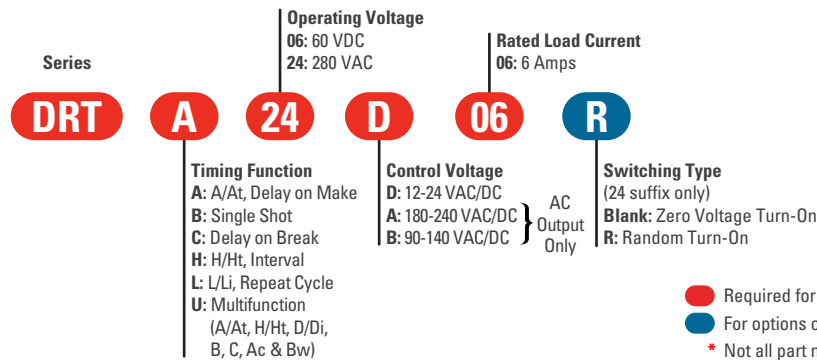 Operating Voltage
06: 60 VDC
24: 280 VAC
Rated Load Current
06: 6 Amps
Series
DRT A 24 D 06 R
Timing Function
A: A/At, Delay on Make
B: Single Shot
C: Delay on Break
H: H/Ht, Interval
L: L/Li, Repeat Cycle
U: Multifunction
(A/At, H/Ht, D/Di,
B, C, Ac & Bw)
Control Voltage
D: 12-24 VAC/DC
A: 180-240 VAC/DC
B: 90-140 VAC/DC
AC
Output
Only
Switching Type
(24 suffix only)
Blank: Zero Voltage Turn-On
R: Random Turn-On
Required for
For options
* Not all part